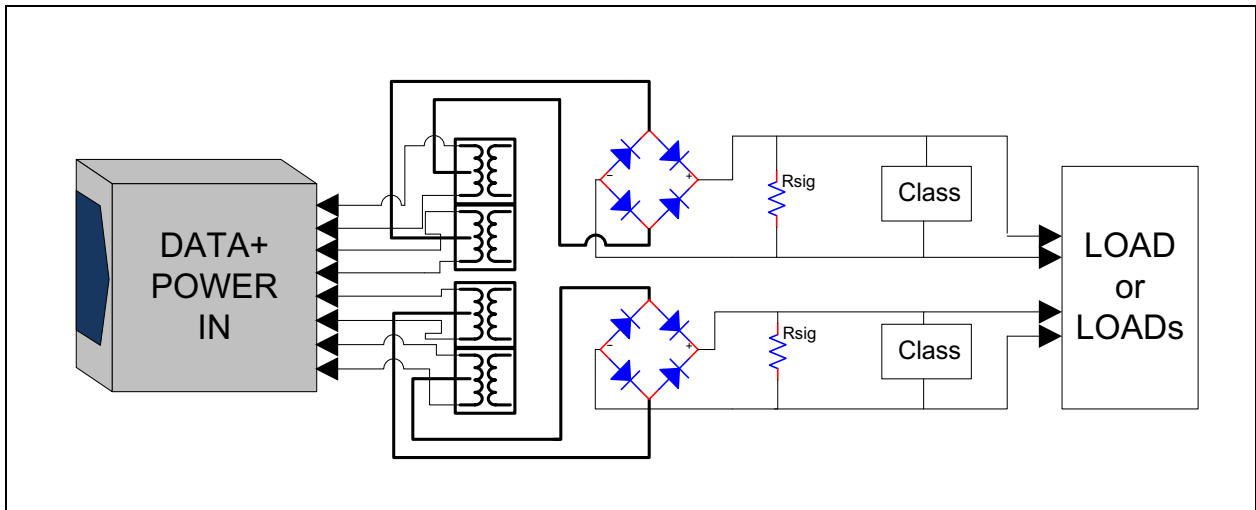 DATA+
POWER
IN
-
+
Rsig
Class
-
+
Rsig
Class
LOAD
or
LOADs